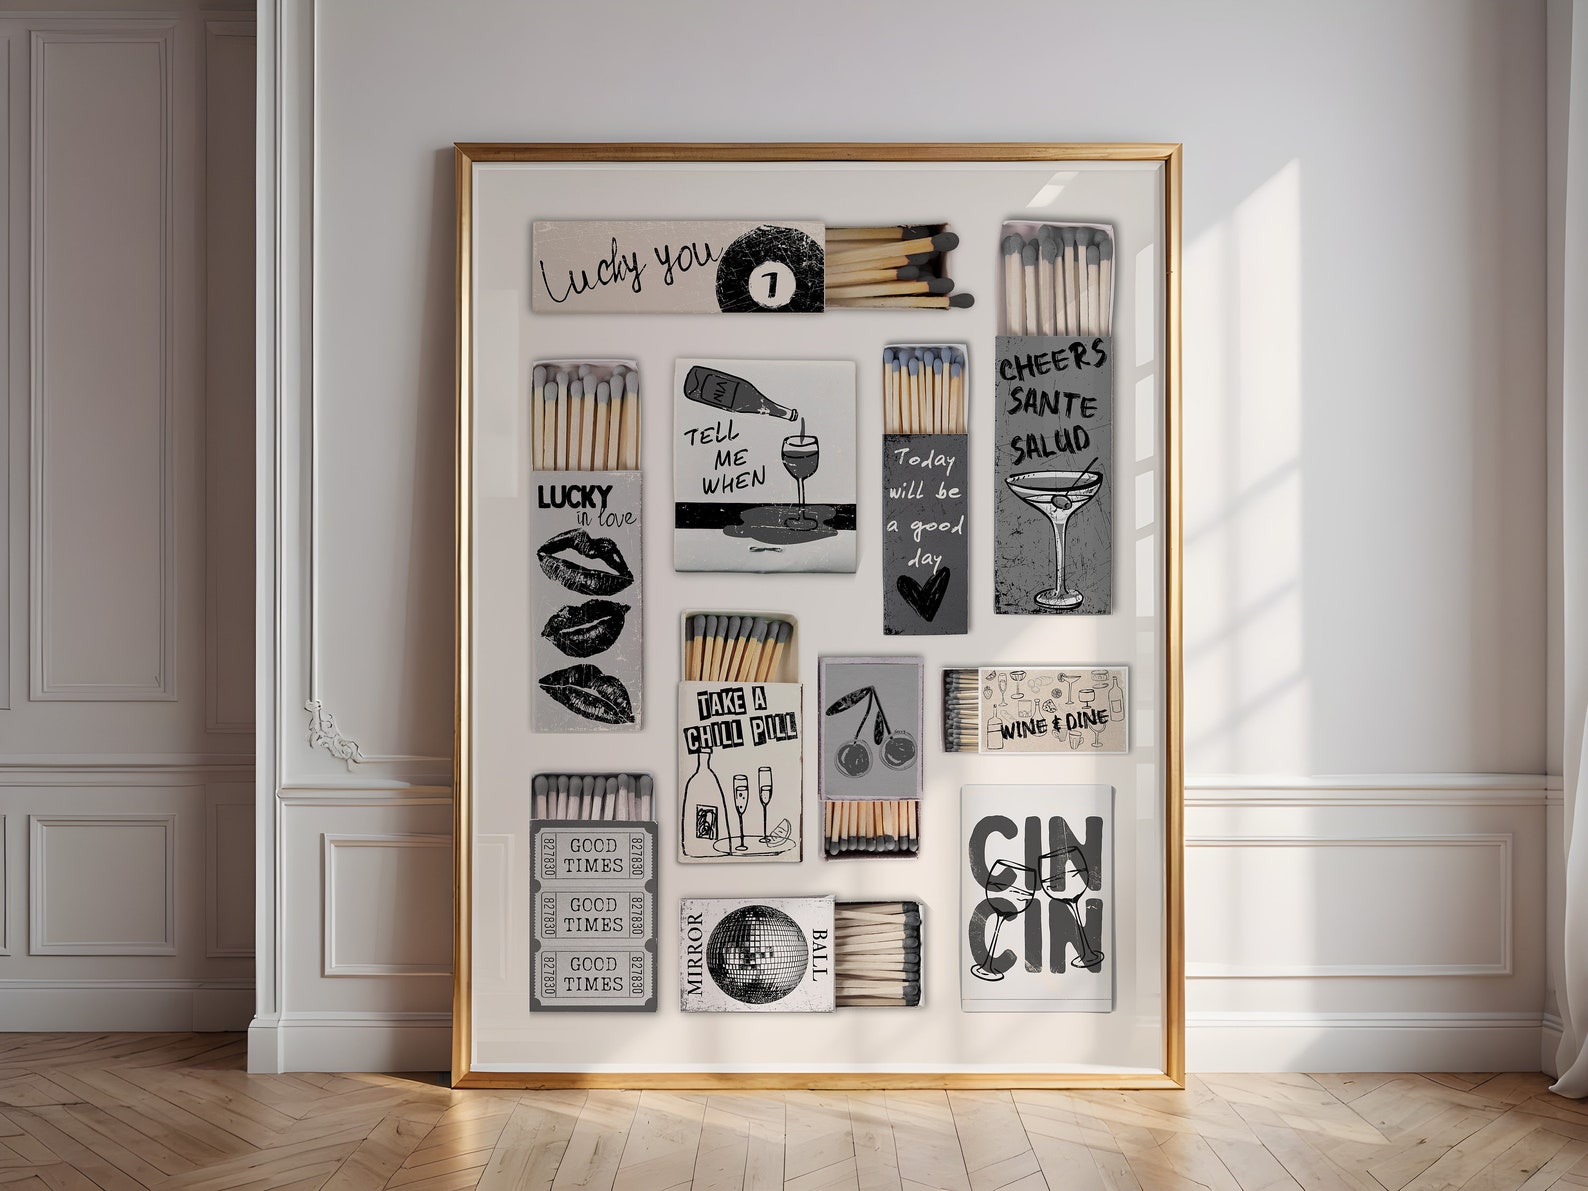 Lucky you
7
CHEERS
SANTE
SALUD
VIN
TELL
ME
WHEN
Today
will be
a good
day
LUCKY
in love
TAKE A
CHILL PILL
WINE & DINE
827830 GOOD TIMES 827830
827830 GOOD TIMES 827830
827830 GOOD TIMES 827830
MIRROR
BALL
CIN
CIN